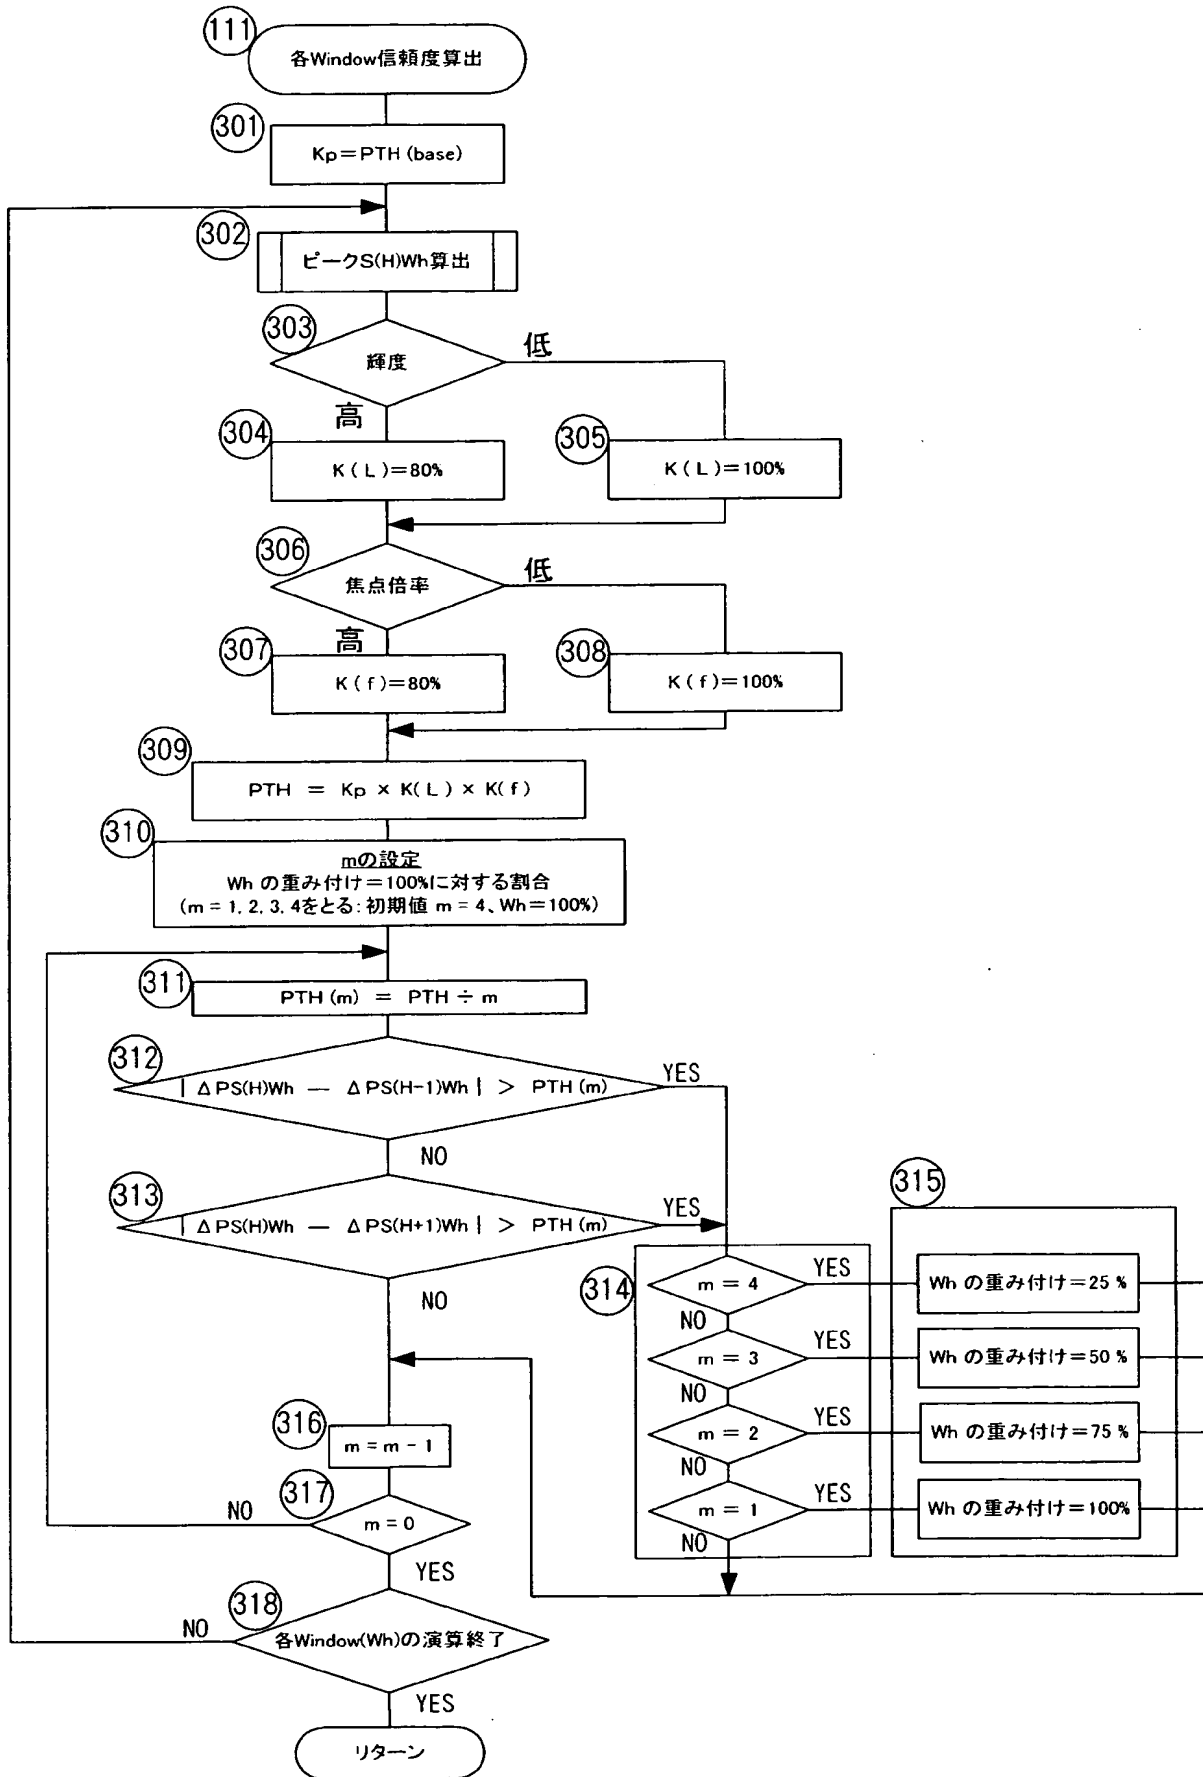 111
各Window信頼度算出
301
Kp＝PTH (base)
302
ピークS(H)Wh算出
303
輝度
低
高
304
K ( L )＝80%
305
K ( L )＝100%
306
焦点倍率
低
高
307
K ( f )＝80%
308
K ( f )＝100%
309
PTH ＝ Kp × K( L ) × K( f )
310
mの設定
Wh の重み付け＝100%に対する割合
(m = 1, 2, 3, 4をとる: 初期値 m = 4、Wh＝100%)
311
PTH (m) ＝ PTH ÷ m
312
| Δ PS(H)Wh ー Δ PS(H-1)Wh | ＞ PTH (m)
YES
NO
313
| Δ PS(H)Wh ー Δ PS(H+1)Wh | ＞ PTH (m)
YES
NO
314
315
m = 4
YES
Wh の重み付け＝25 %
NO
m = 3
YES
Wh の重み付け＝50 %
NO
m = 2
YES
Wh の重み付け＝75 %
NO
m = 1
YES
Wh の重み付け＝100%
NO
316
m = m - 1
317
m = 0
NO
YES
318
各Window(Wh)の演算終了
NO
YES
リターン